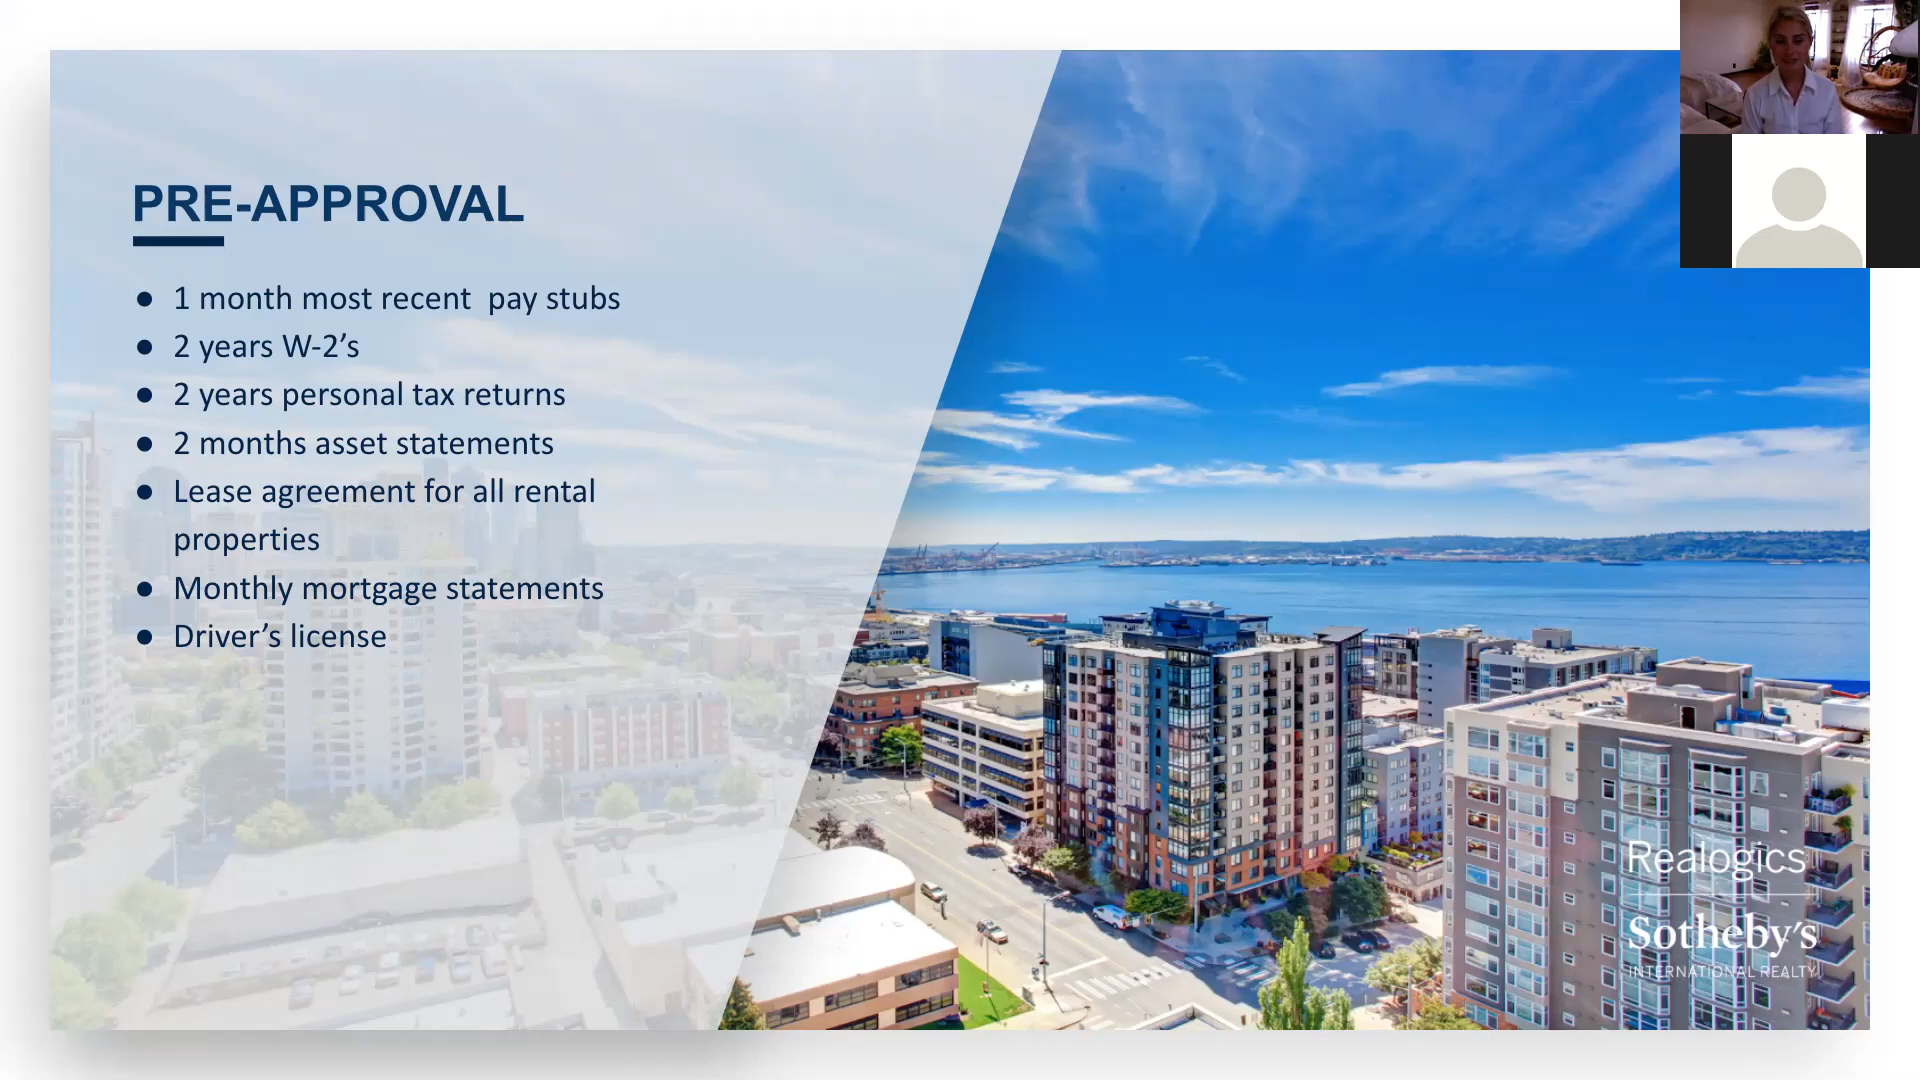 PRE-APPROVAL
● 1 month most recent  pay stubs
● 2 years W-2’s
● 2 years personal tax returns
● 2 months asset statements
● Lease agreement for all rental
properties
● Monthly mortgage statements
● Driver’s license
Realogics
Sotheby’s
INTERNATIONAL REALTY